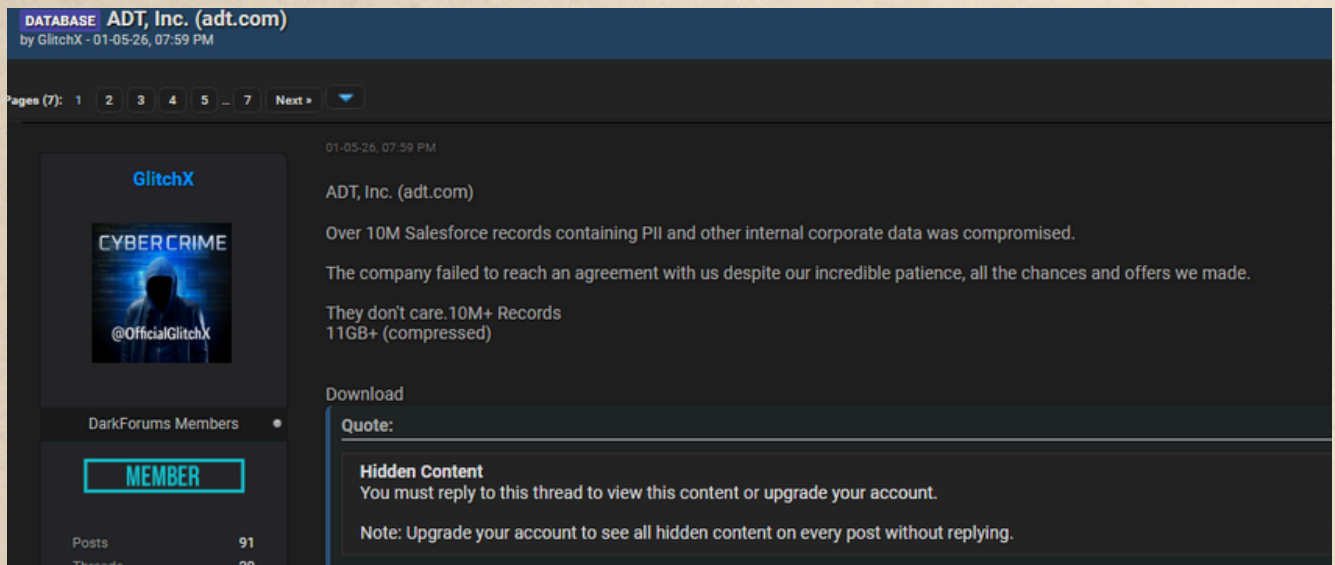 DATABASE ADT, Inc. (adt.com)
by GlitchX - 01-05-26, 07:59 PM
Pages (7): 1 2 3 4 5 … 7 Next »
01-05-26, 07:59 PM
GlitchX
CYBERCRIME
@OfficialGlitchX
DarkForums Members
MEMBER
Posts 91
ADT, Inc. (adt.com)
Over 10M Salesforce records containing PII and other internal corporate data was compromised.
The company failed to reach an agreement with us despite our incredible patience, all the chances and offers we made.
They don't care.10M+ Records
11GB+ (compressed)
Download
Quote:
Hidden Content
You must reply to this thread to view this content or upgrade your account.
Note: Upgrade your account to see all hidden content on every post without replying.